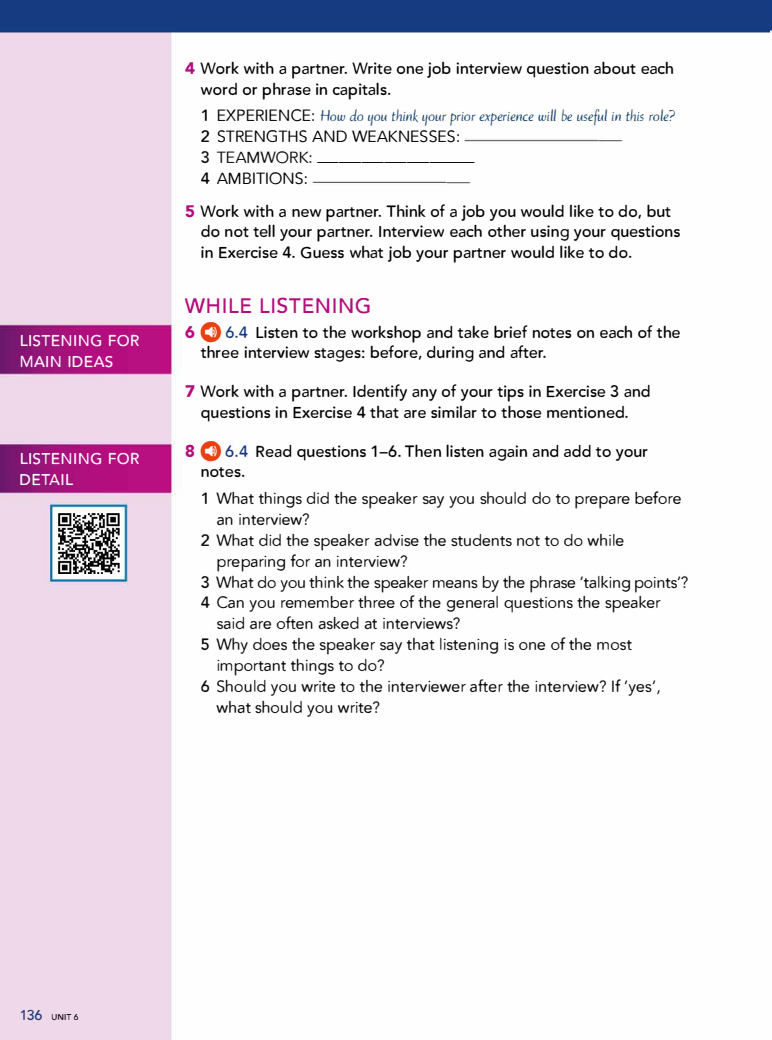 4 Work with a partner. Write one job interview question about each
word or phrase in capitals.
1 EXPERIENCE: How do you think your prior experience will be useful in this role?
2 STRENGTHS AND WEAKNESSES:
3 TEAMWORK:
4 AMBITIONS:
5 Work with a new partner. Think of a job you would like to do, but
do not tell your partner. Interview each other using your questions
in Exercise 4. Guess what job your partner would like to do.
WHILE LISTENING
LISTENING FOR
MAIN IDEAS
6 6.4 Listen to the workshop and take brief notes on each of the
three interview stages: before, during and after.
7 Work with a partner. Identify any of your tips in Exercise 3 and
questions in Exercise 4 that are similar to those mentioned.
LISTENING FOR
DETAIL
8 6.4 Read questions 1–6. Then listen again and add to your
notes.
1 What things did the speaker say you should do to prepare before
an interview?
2 What did the speaker advise the students not to do while
preparing for an interview?
3 What do you think the speaker means by the phrase ‘talking points’?
4 Can you remember three of the general questions the speaker
said are often asked at interviews?
5 Why does the speaker say that listening is one of the most
important things to do?
6 Should you write to the interviewer after the interview? If ‘yes’,
what should you write?
136 UNIT 6